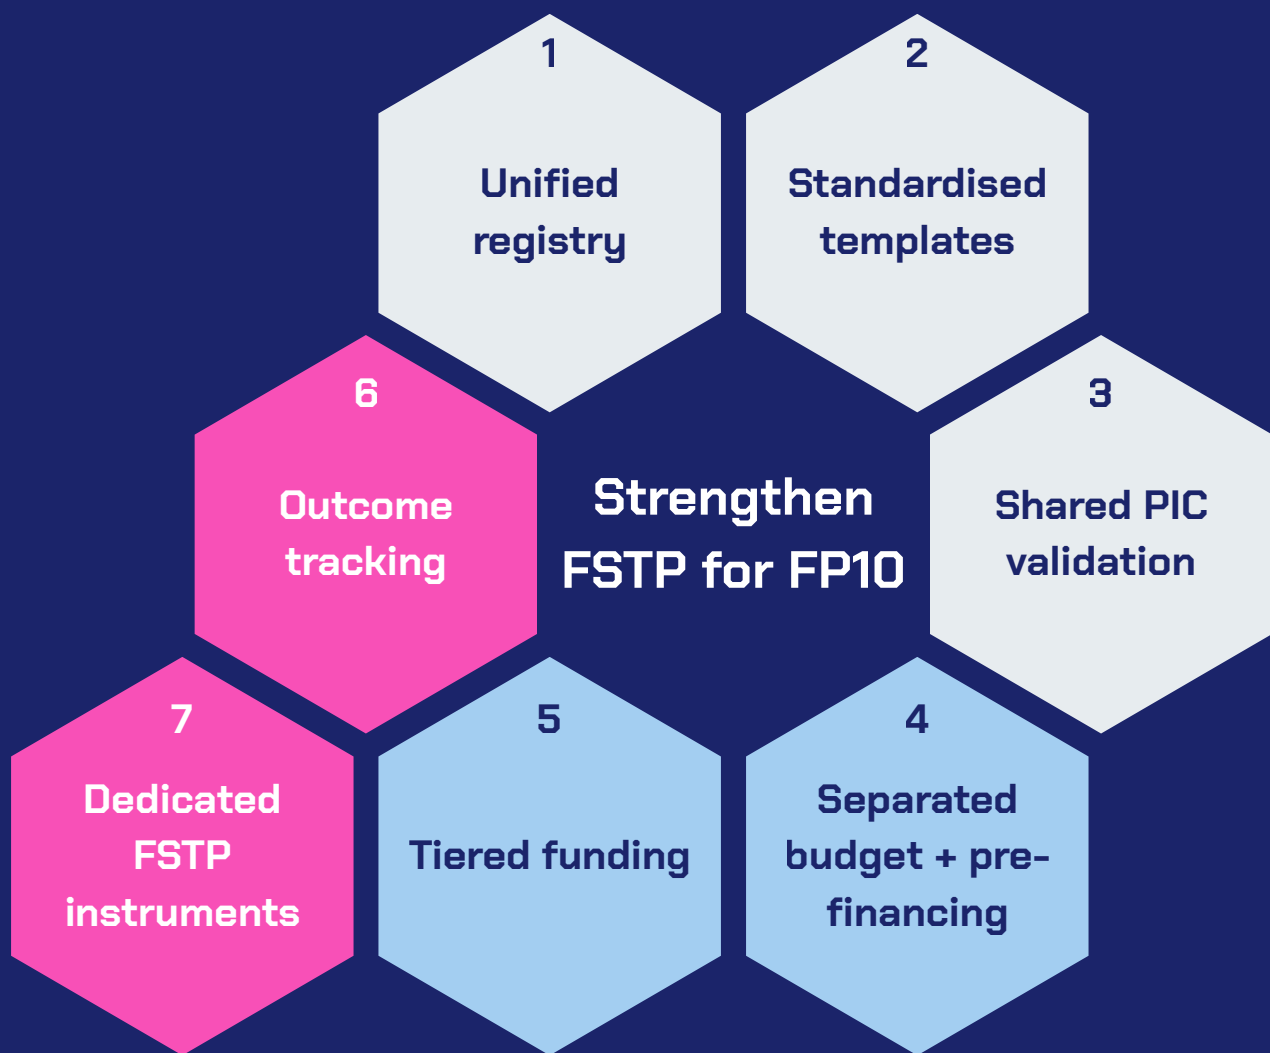 1
Unified
registry
2
Standardised
templates
6
Outcome
tracking
Strengthen
FSTP for FP10
3
Shared PIC
validation
7
Dedicated
FSTP
instruments
5
Tiered funding
4
Separated
budget + pre-
financing